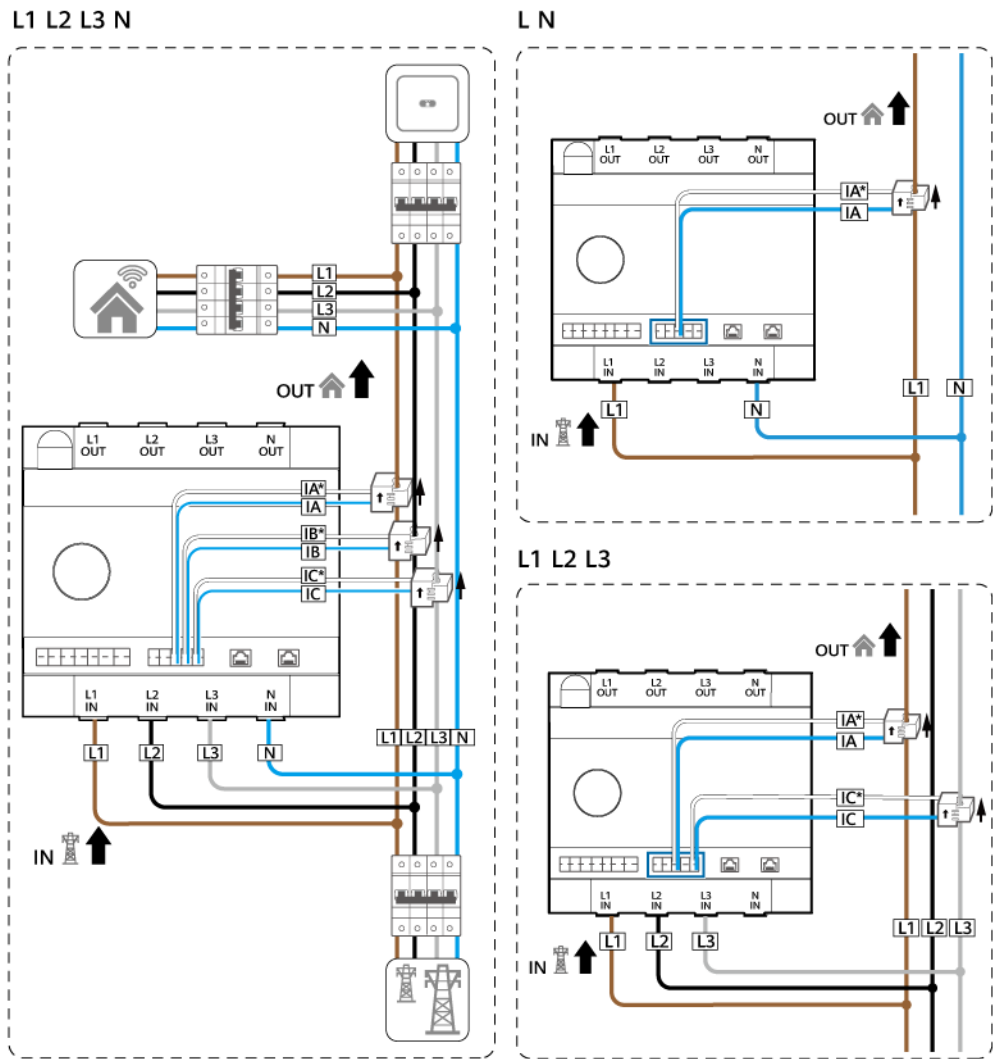 L1 L2 L3 N
L1
L2
L3
N
OUT
L1 OUT
L2 OUT
L3 OUT
N OUT
IA*
IA
IB*
IB
IC*
IC
L1 IN
L2 IN
L3 IN
N IN
L1 L2 L3 N
L1
L2
L3
N
IN
L N
OUT
L1 OUT
L2 OUT
L3 OUT
N OUT
IA*
IA
L1 IN
L2 IN
L3 IN
N IN
L1
N
L1
N
IN
L1 L2 L3
OUT
L1 OUT
L2 OUT
L3 OUT
N OUT
IA*
IA
IC*
IC
L1 IN
L2 IN
L3 IN
N IN
L1 L2 L3
L1
L2
L3
IN